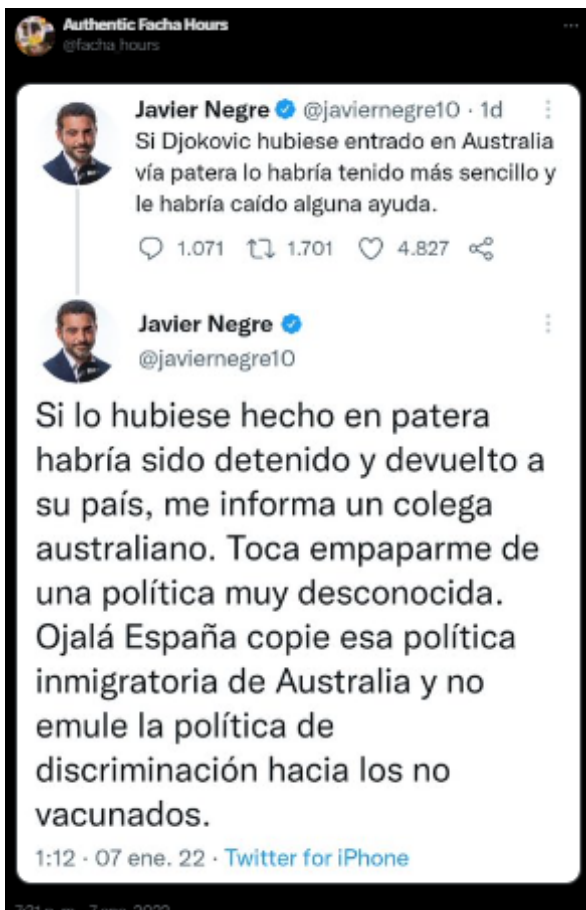 Authentic Facha Hours
@facha hours
Javier Negre @javiernegre10 · 1d
Si Djokovic hubiese entrado en Australia
vía patera lo habría tenido más sencillo y
le habría caído alguna ayuda.
1.071 1.701 4.827
Javier Negre
@javiernegre10
Si lo hubiese hecho en patera
habría sido detenido y devuelto a
su país, me informa un colega
australiano. Toca empaparme de
una política muy desconocida.
Ojalá España copie esa política
inmigratoria de Australia y no
emule la política de
discriminación hacia los no
vacunados.
1:12 · 07 ene. 22 · Twitter for iPhone